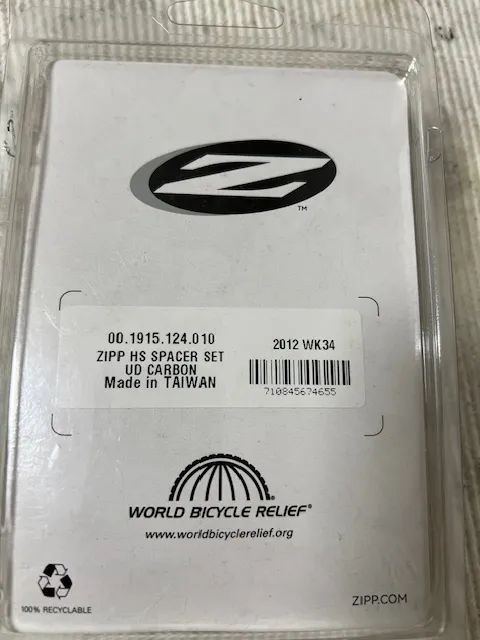 Z
TM
00.1915.124.010
ZIPP HS SPACER SET
UD CARBON
Made in TAIWAN
2012 WK34
710845674655
WORLD BICYCLE RELIEF®
www.worldbicyclerelief.org
100% RECYCLABLE
ZIPP.COM